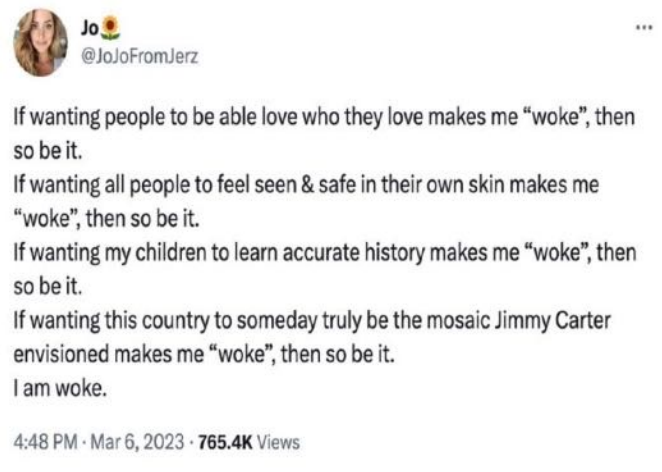 Jo🌻
@JoJoFromJerz
...
If wanting people to be able love who they love makes me “woke”, then
so be it.
If wanting all people to feel seen & safe in their own skin makes me
“woke”, then so be it.
If wanting my children to learn accurate history makes me “woke”, then
so be it.
If wanting this country to someday truly be the mosaic Jimmy Carter
envisioned makes me “woke”, then so be it.
I am woke.
4:48 PM · Mar 6, 2023 · 765.4K Views